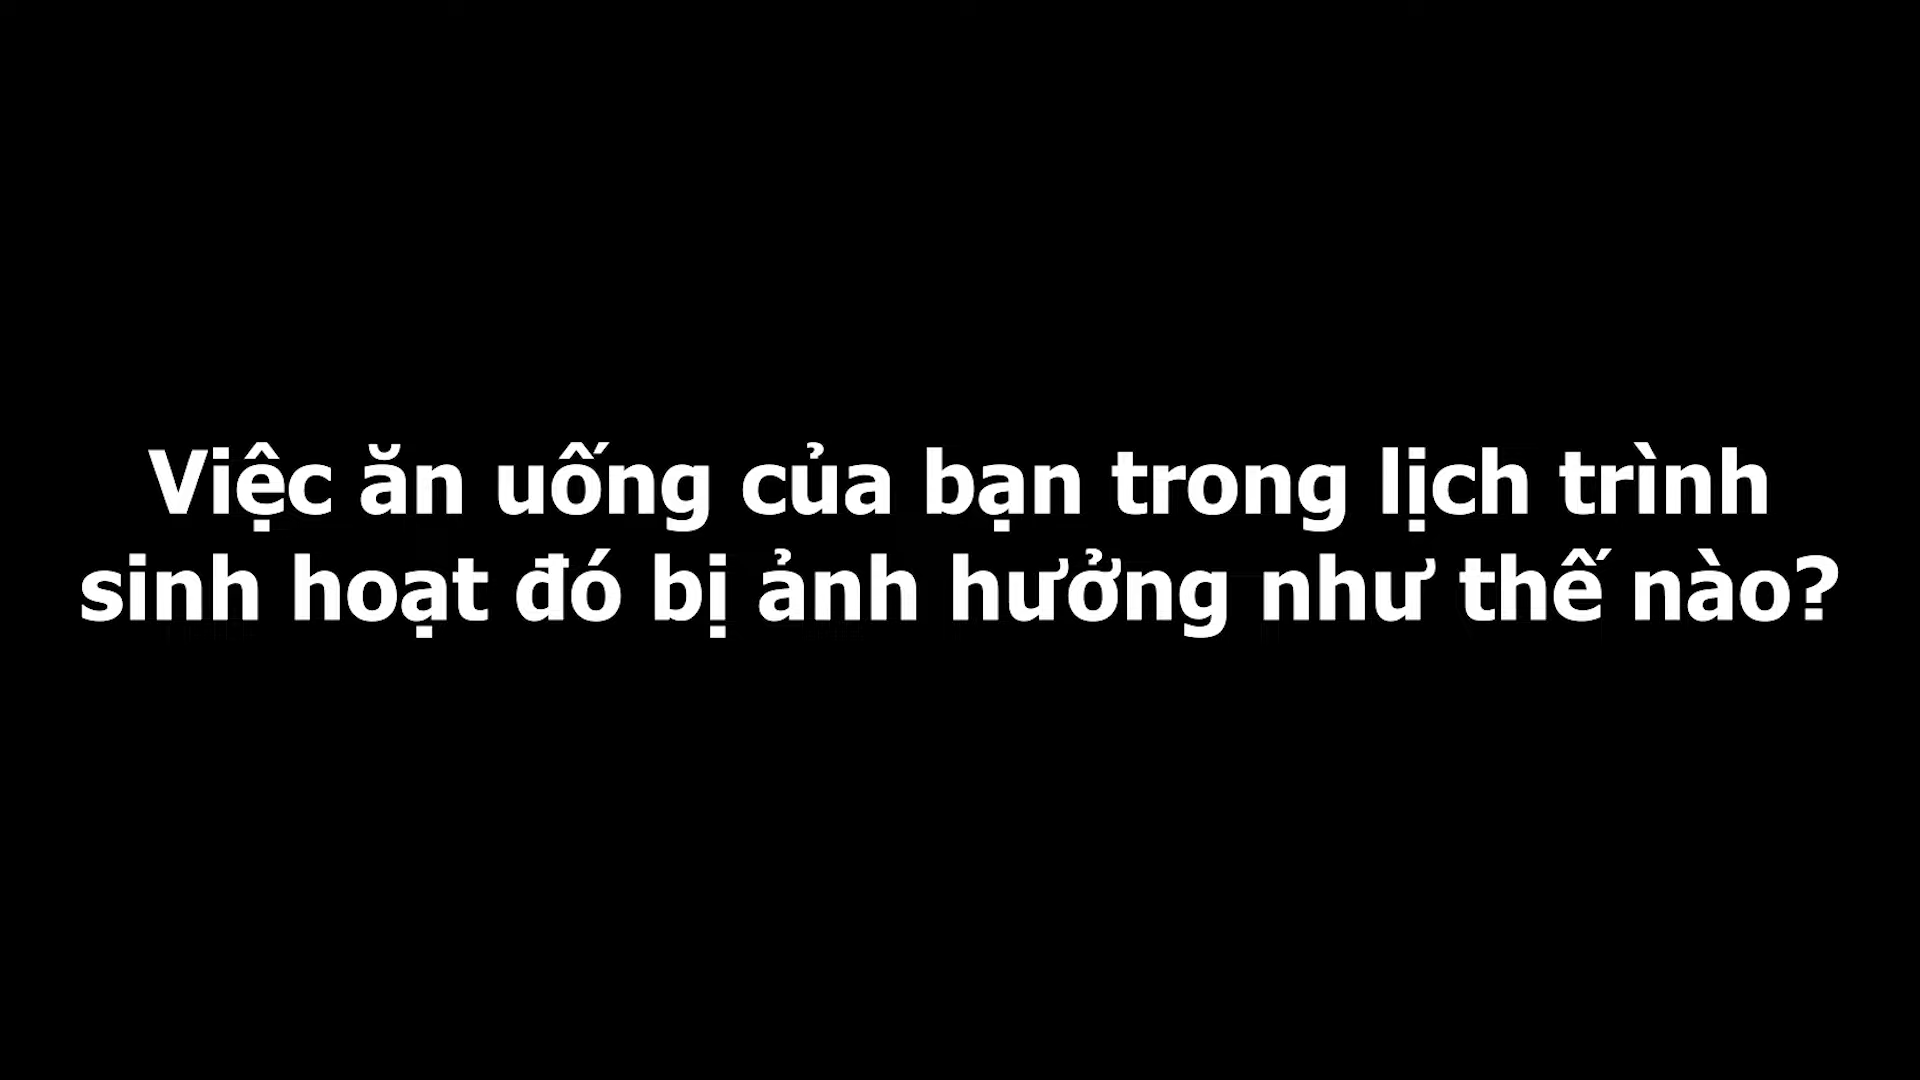 Việc ăn uống của bạn trong lịch trình
sinh hoạt đó bị ảnh hưởng như thế nào?